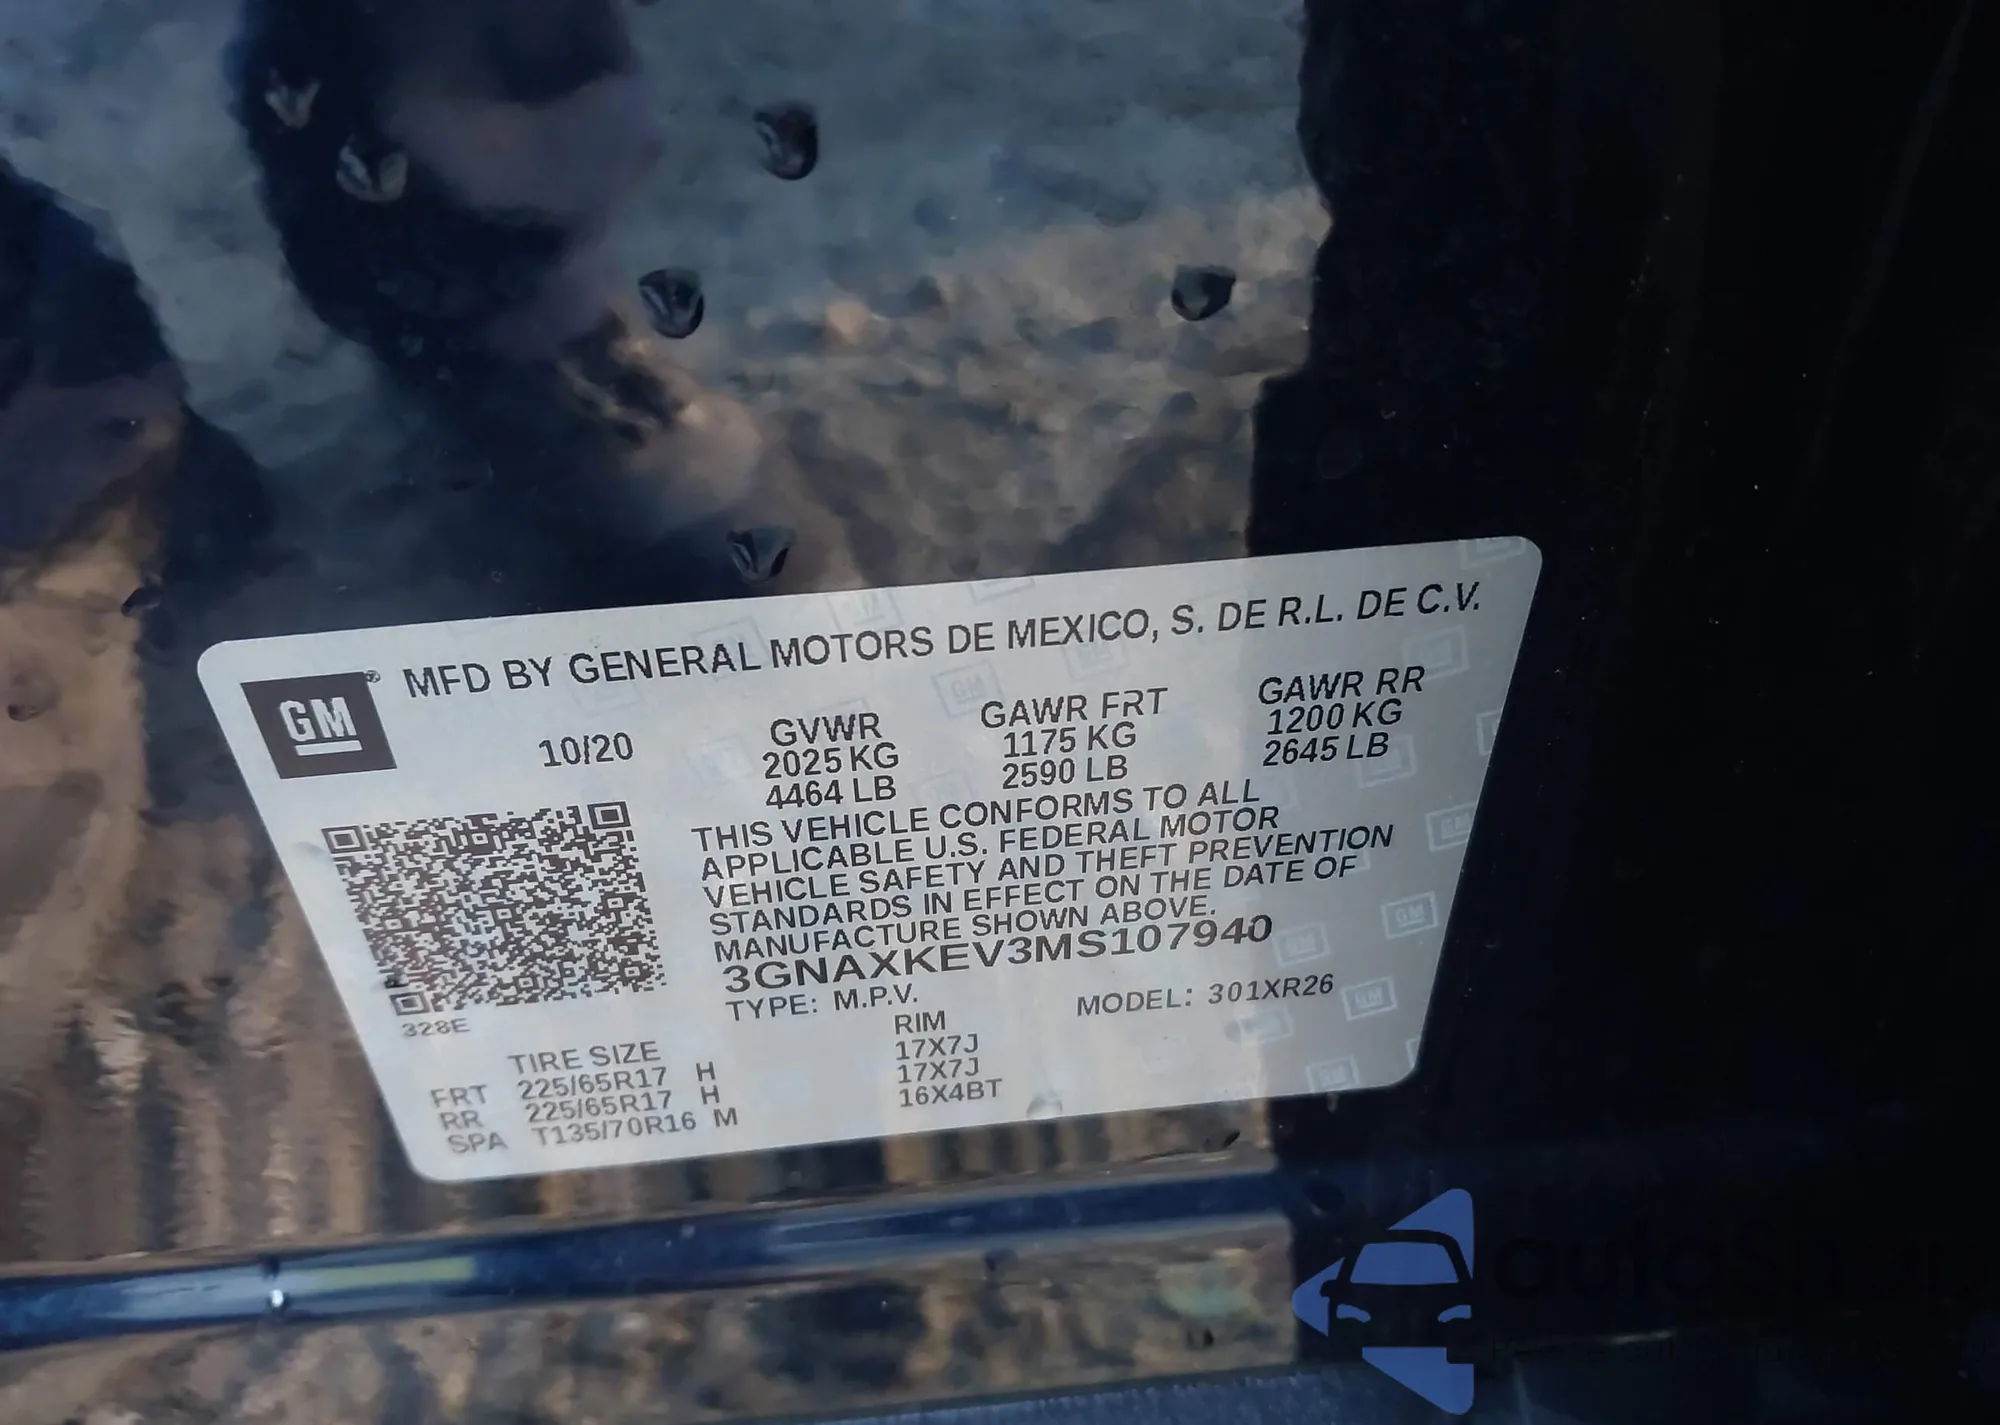 MFD BY GENERAL MOTORS DE MEXICO, S. DE R.L. DE C.V.
GM®
10/20 GVWR GAWR FRT GAWR RR
2025 KG 1175 KG 1200 KG
4464 LB 2590 LB 2645 LB
THIS VEHICLE CONFORMS TO ALL
APPLICABLE U.S. FEDERAL MOTOR
VEHICLE SAFETY AND THEFT PREVENTION
STANDARDS IN EFFECT ON THE DATE OF
MANUFACTURE SHOWN ABOVE.
3GNAXKEV3MS107940
TYPE: M.P.V. MODEL: 301XR26
328E
TIRE SIZE RIM
FRT 225/65R17 H 17X7J
RR 225/65R17 H 17X7J
SPA T135/70R16 M 16X4BT